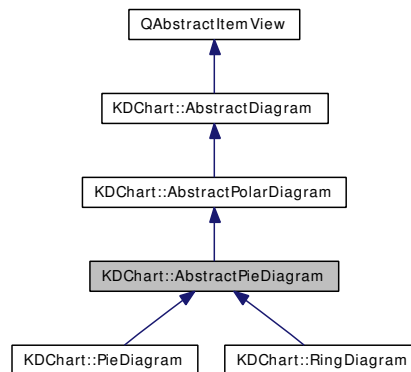 QAbstractItemView
KDChart::AbstractDiagram
KDChart::AbstractPolarDiagram
KDChart::AbstractPieDiagram
KDChart::PieDiagram
KDChart::RingDiagram